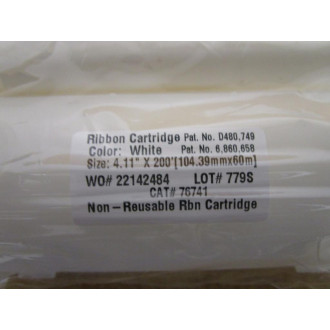 Ribbon Cartridge Pat. No. D480,749
Color: White Pat. No. 6,860,658
Size: 4.11" X 200'[104.39mmx60m]
WO# 22142484 LOT# 779S
CAT# 76741
Non-Reusable Rbn Cartridge